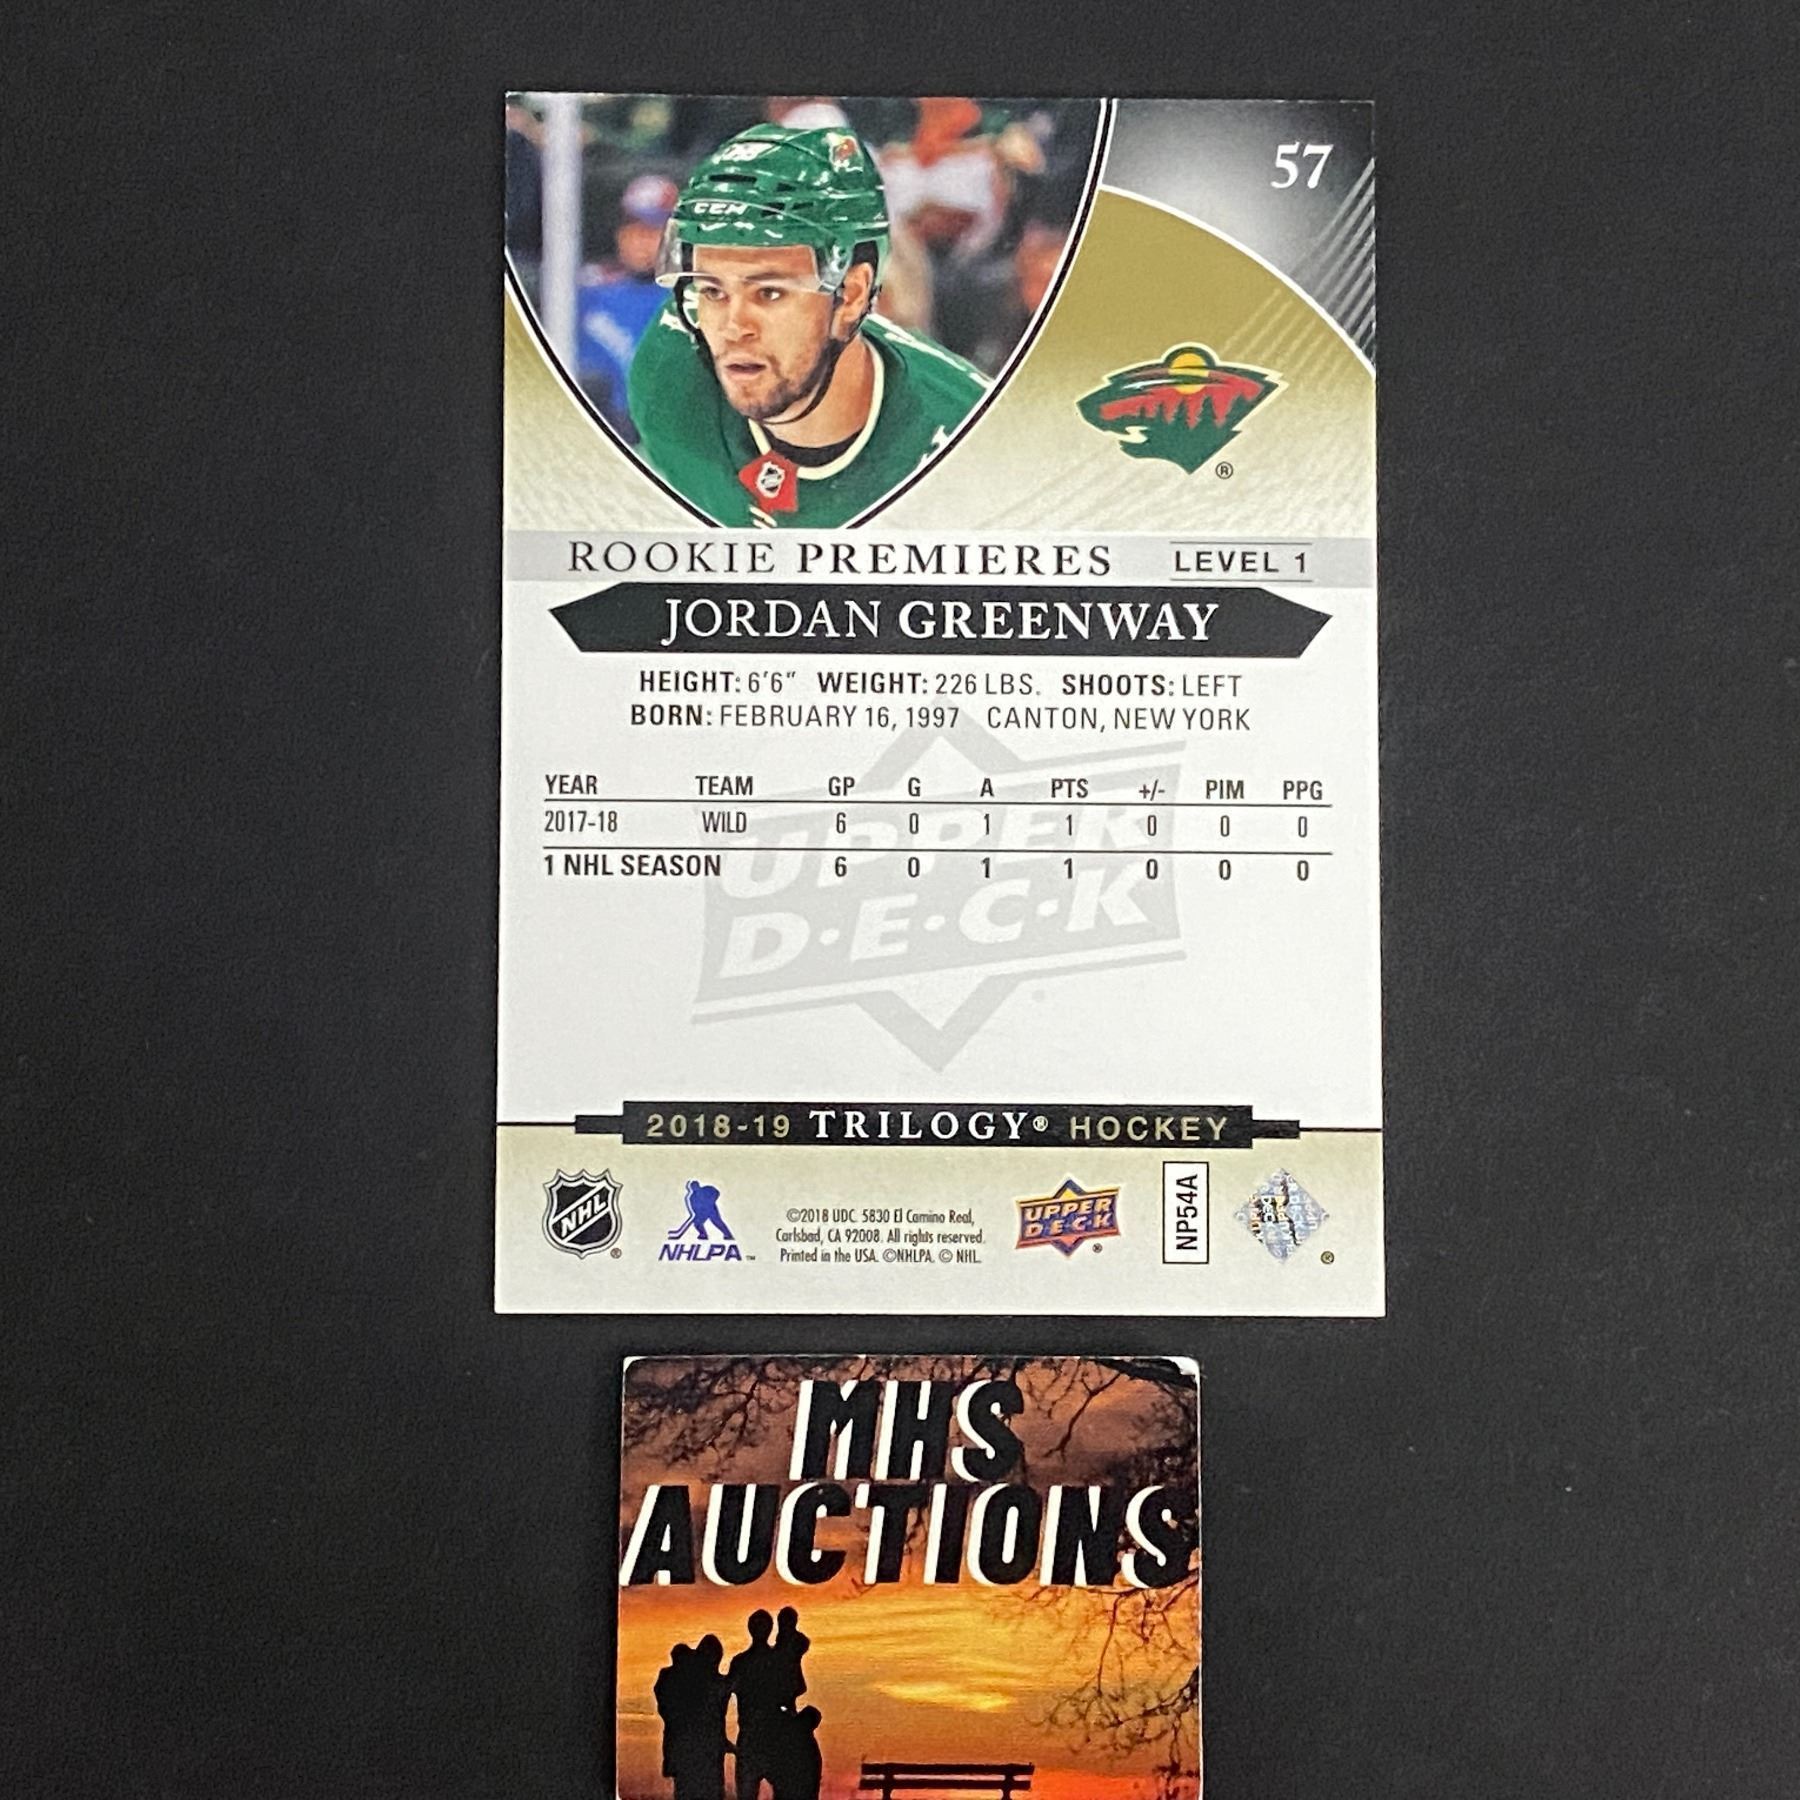 57
CCM
®
ROOKIE PREMIERES LEVEL 1
JORDAN GREENWAY
HEIGHT: 6'6" WEIGHT: 226 LBS. SHOOTS: LEFT
BORN: FEBRUARY 16, 1997 CANTON, NEW YORK
YEAR TEAM GP G A PTS +/- PIM PPG
2017-18 WILD 6 0 1 1 0 0 0
1 NHL SEASON 6 0 1 1 0 0 0
UPPER
D·E·C·K
2018-19 TRILOGY® HOCKEY
NHL ®
NHLPA ™
©2018 UDC. 5830 El Camino Real,
Carlsbad, CA 92008. All rights reserved.
Printed in the USA. ©NHLPA. © NHL.
UPPER
D·E·C·K ®
NP54A
®
MHS
AUCTIONS